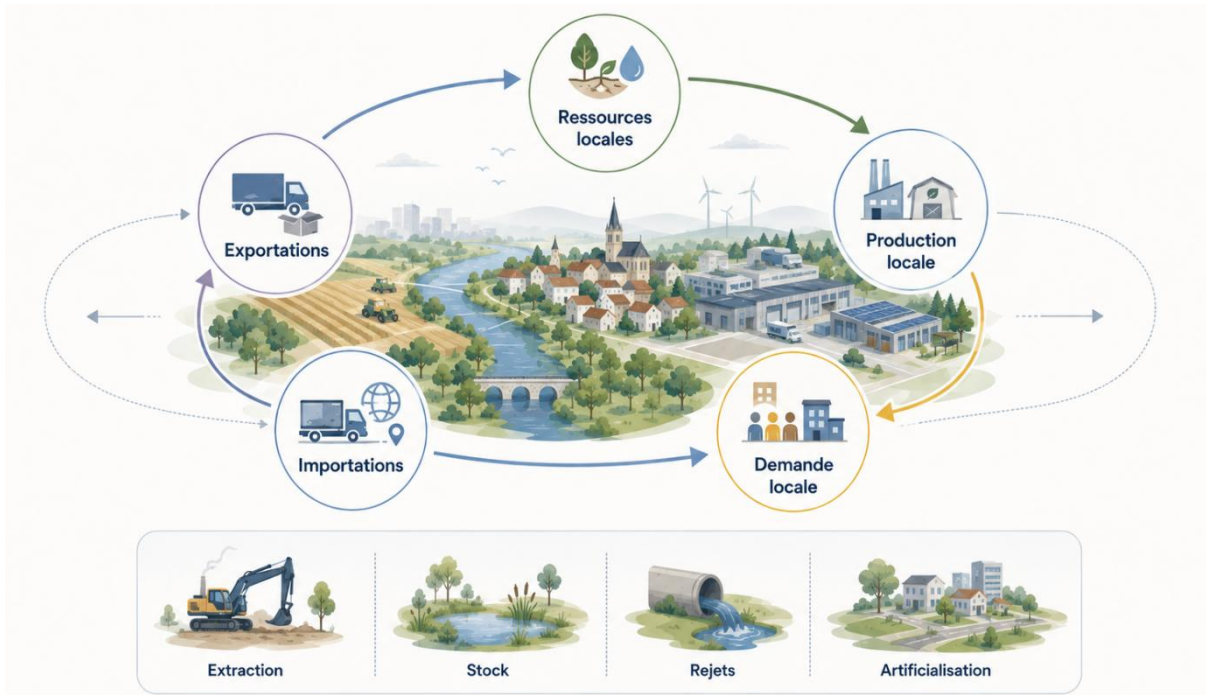 Ressources
locales
Exportations
Production
locale
Importations
Demande
locale
Extraction
Stock
Rejets
Artificialisation